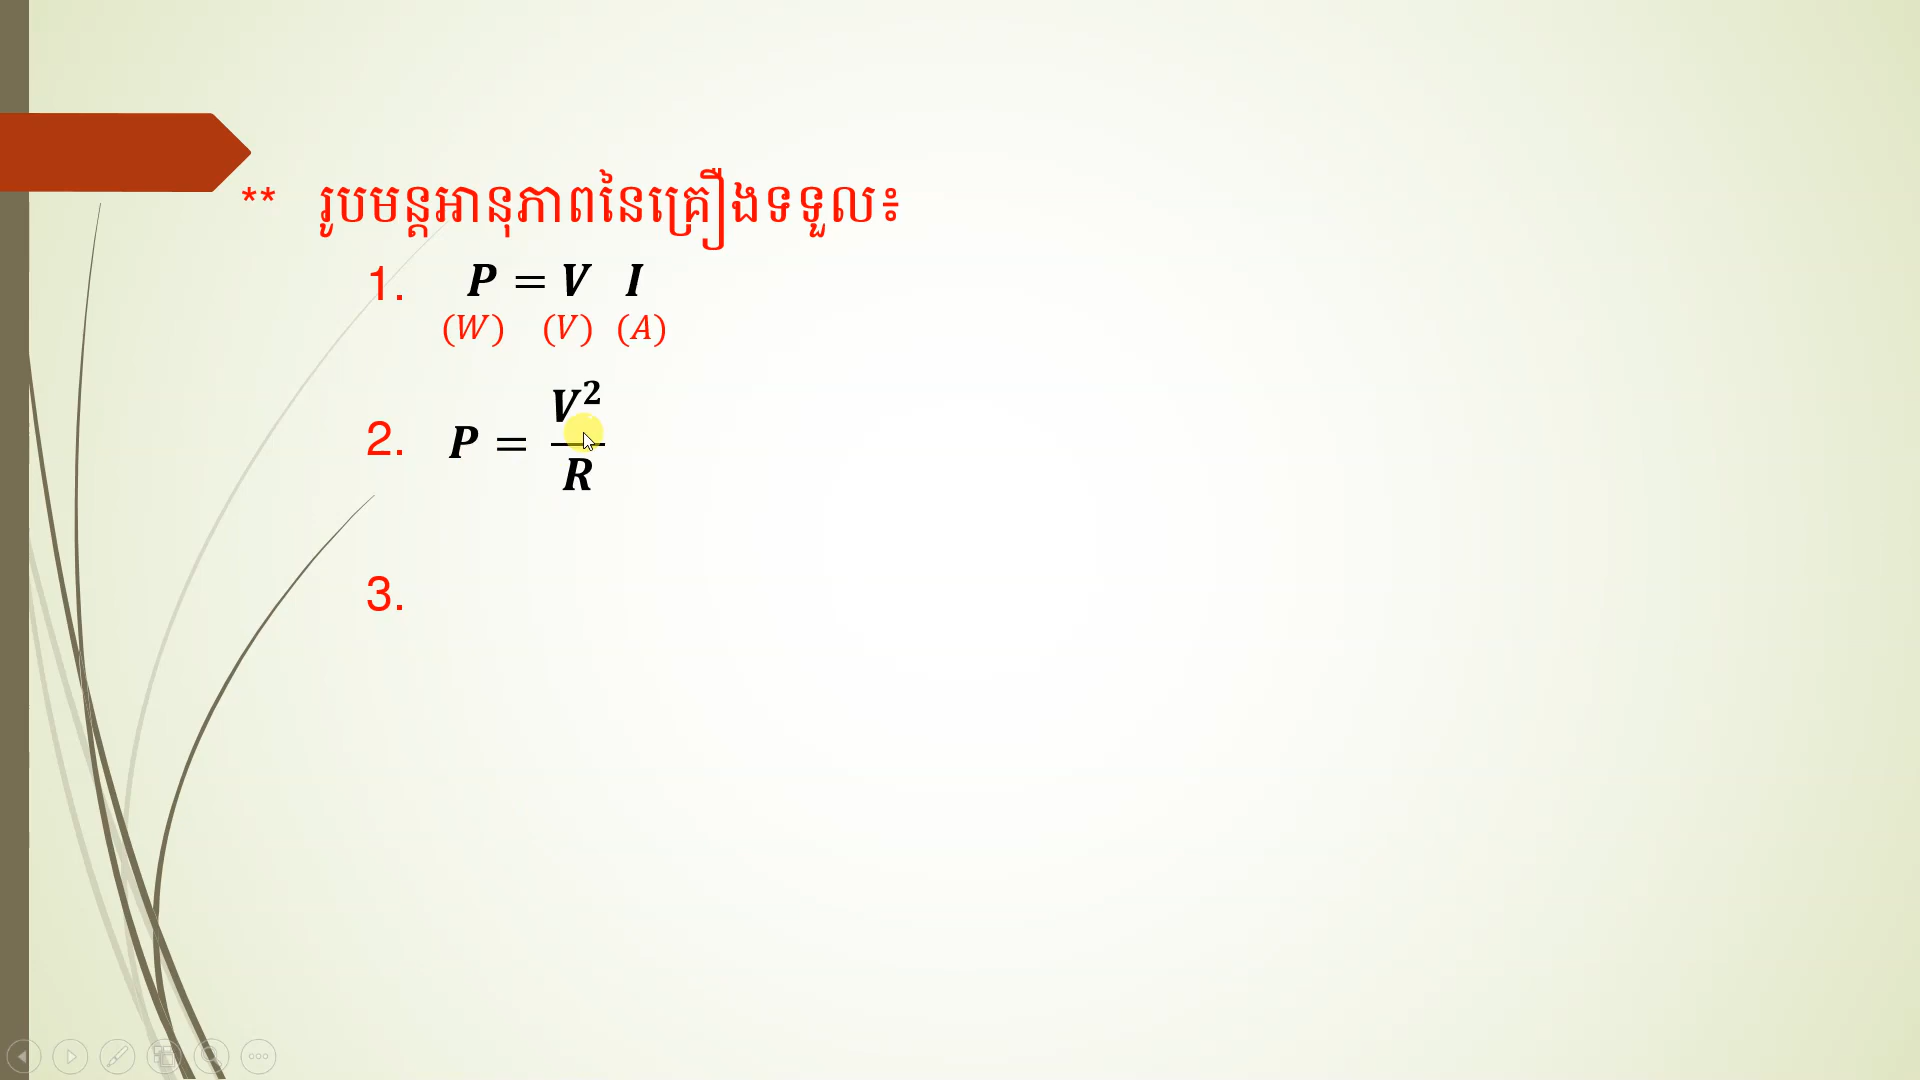 ** រូបមន្តអានុភាពនៃគ្រឿងទទួល៖
1. P = V I
(W) (V) (A)
2. P = V²/R
3.